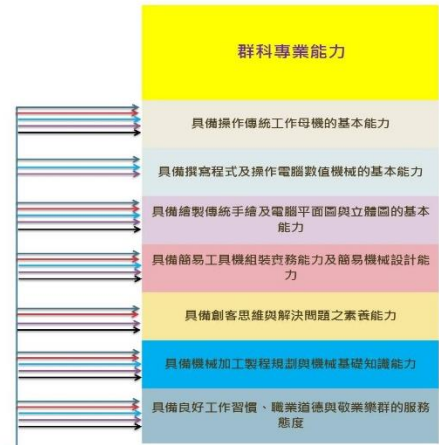 群科專業能力
具備操作傳統工作母機的基本能力
具備撰寫程式及操作電腦數值機械的基本能力
具備繪製傳統手繪及電腦平面圖與立體圖的基本
能力
具備簡易工具機組裝實務能力及簡易機械設計能
力
具備創客思維與解決問題之素養能力
具備機械加工製程規劃與機械基礎知識能力
具備良好工作習慣、職業道德與敬業樂群的服務
態度